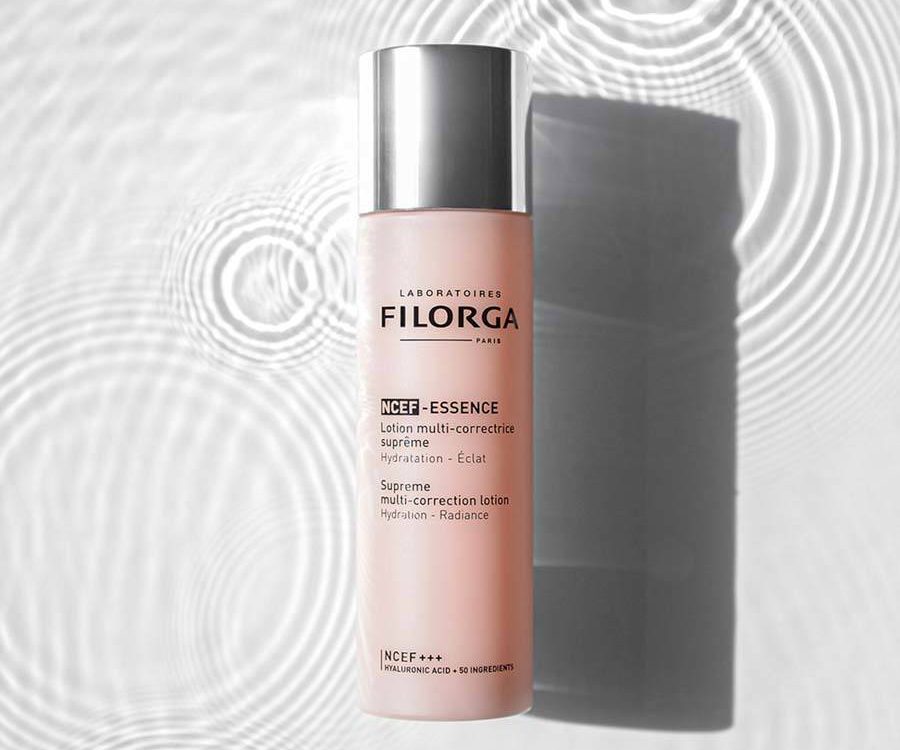 LABORATOIRES
FILORGA
PARIS
NCEF-ESSENCE
Lotion multi-correctrice
suprême
Hydratation - Éclat
Supreme
multi-correction lotion
Hydration - Radiance
NCEF+++
HYALURONIC ACID + 50 INGREDIENTS